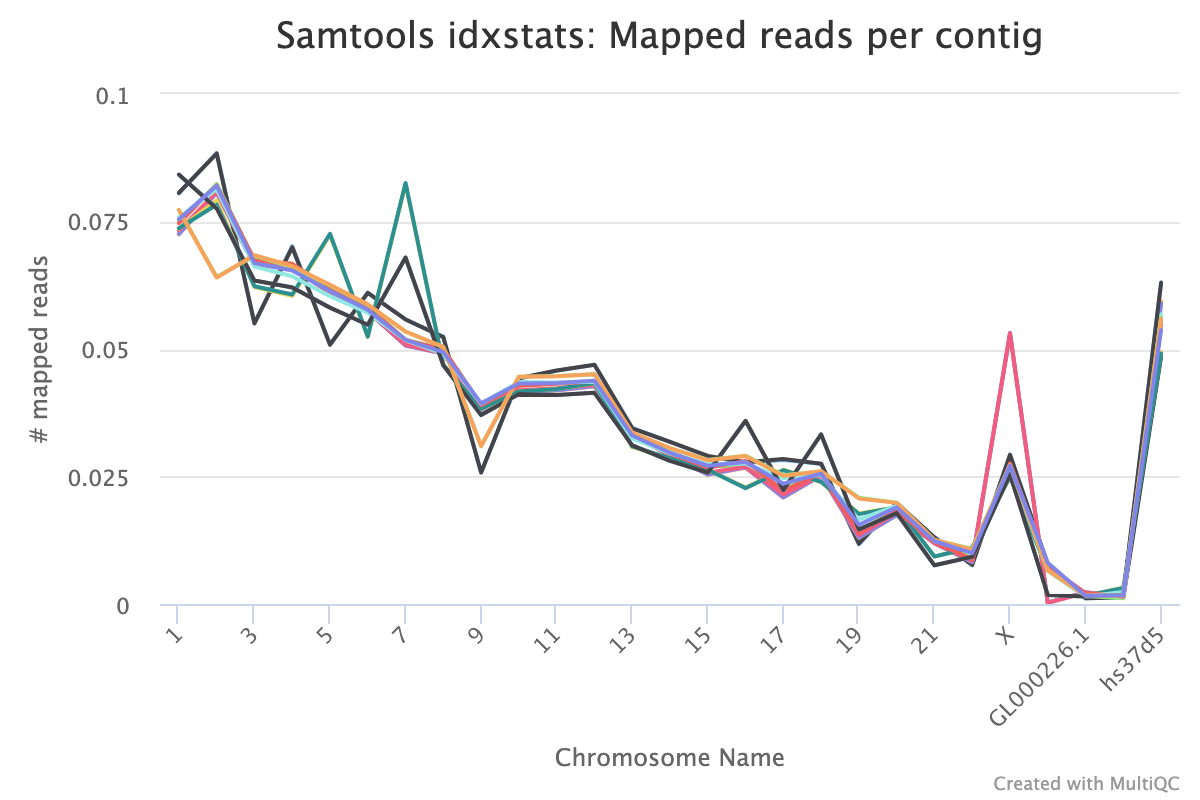 Samtools idxstats: Mapped reads per contig
0.1
0.075
0.05
0.025
0
# mapped reads
1
3
5
7
9
11
13
15
17
19
21
X
GL000226.1
hs37d5
Chromosome Name
Created with MultiQC